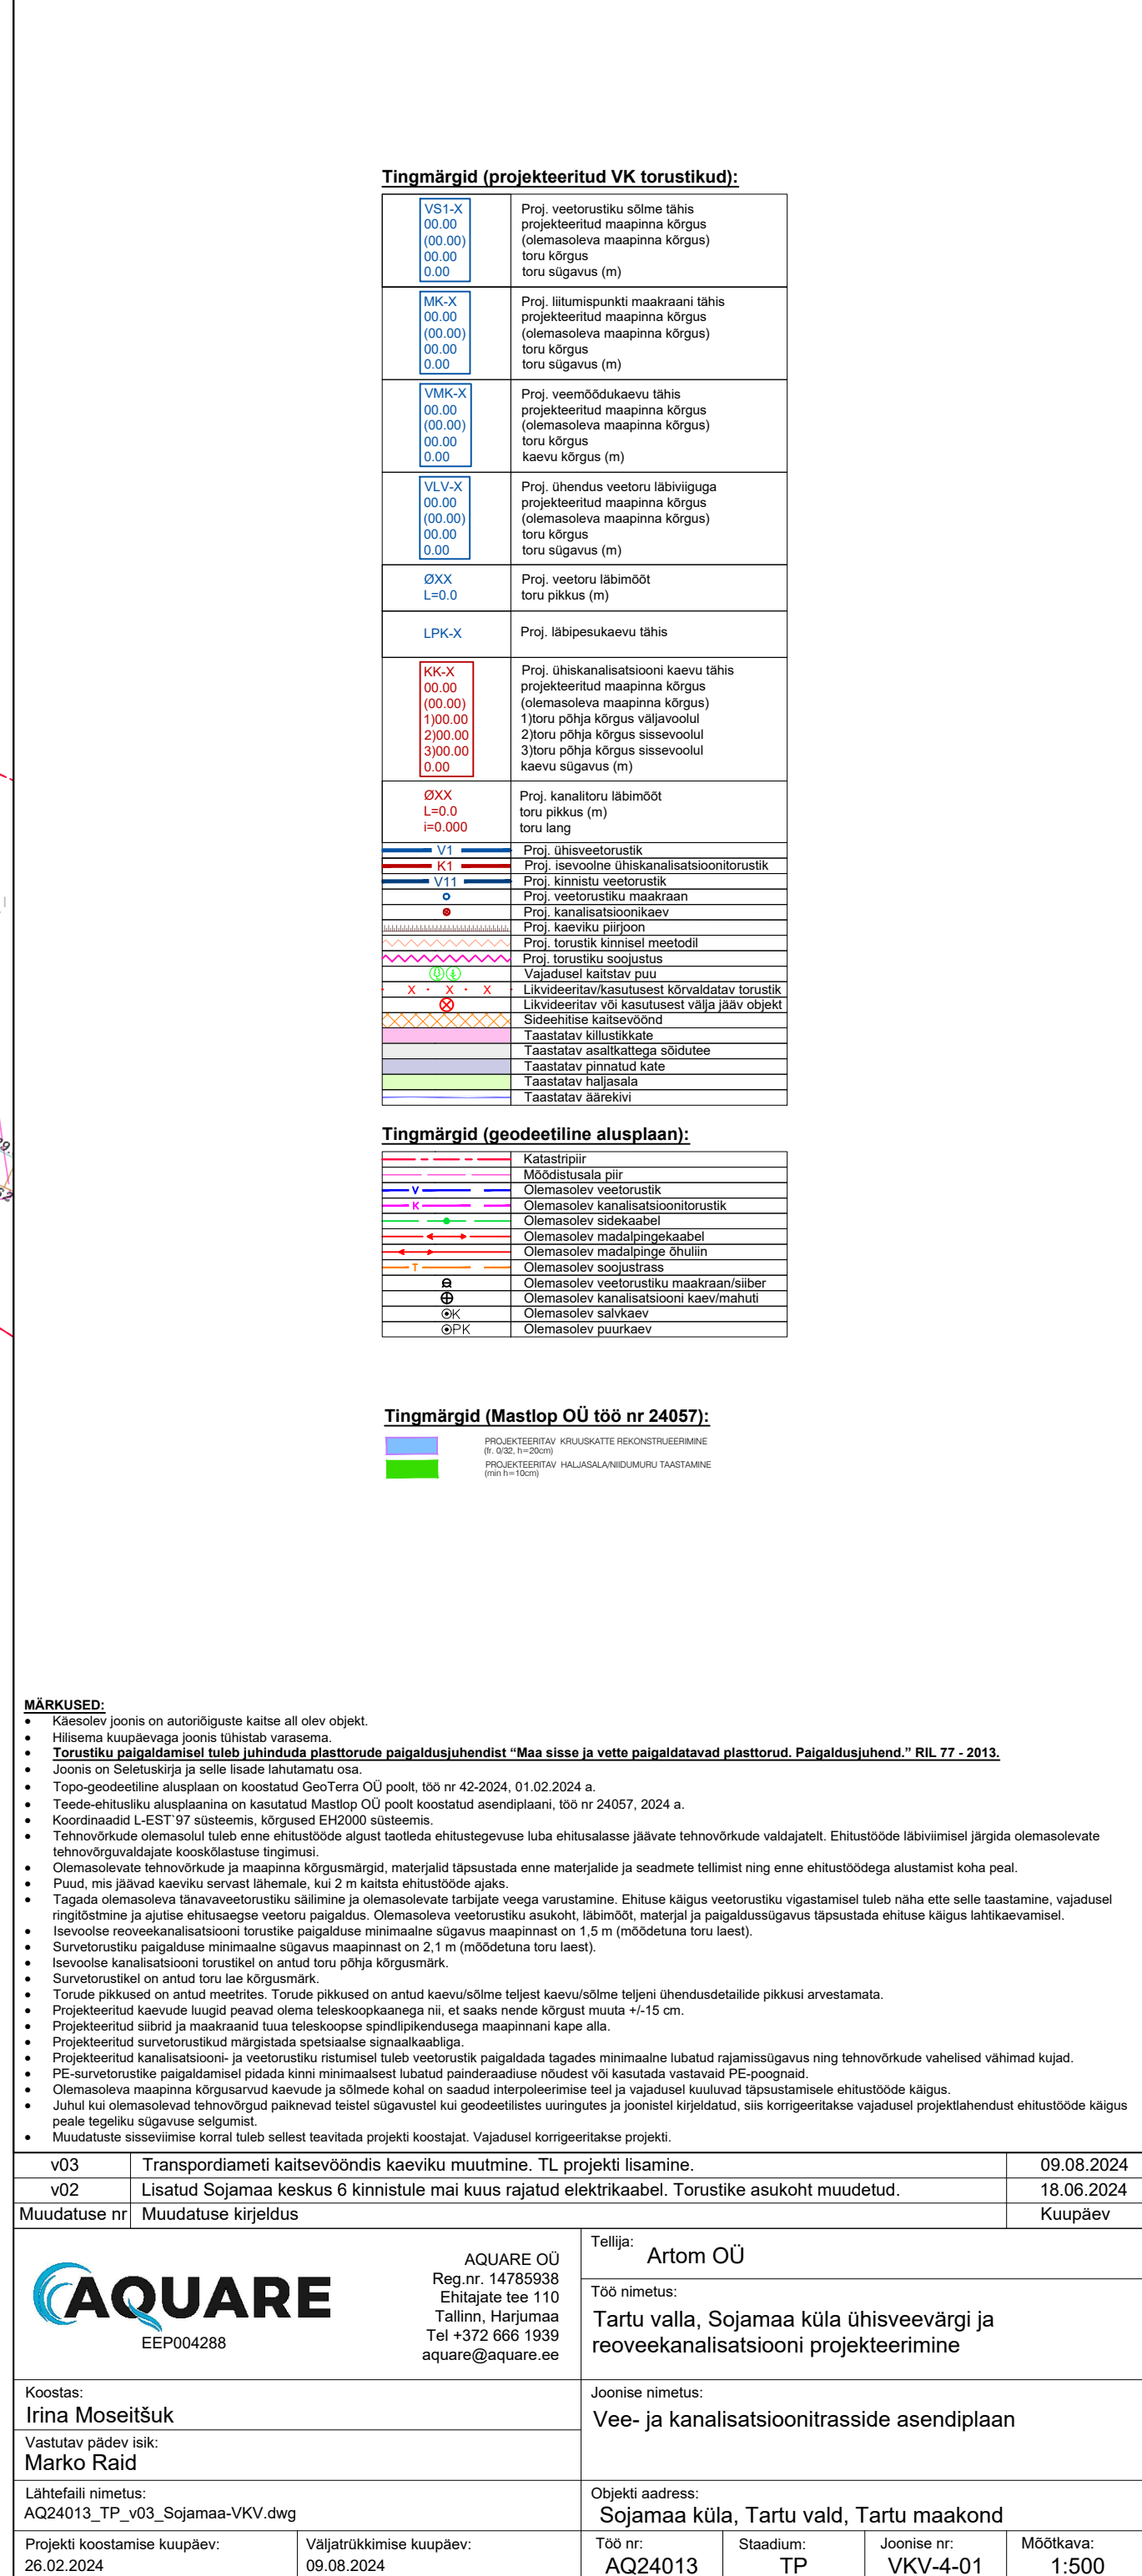 Tingmärgid (projekteeritud VK torustikud):
VS1-X Proj. veetorustiku sõlme tähis
00.00 projekteeritud maapinna kõrgus
(00.00) (olemasoleva maapinna kõrgus)
00.00 toru kõrgus
0.00 toru sügavus (m)
MK-X Proj. liitumispunkti maakraani tähis
00.00 projekteeritud maapinna kõrgus
(00.00) (olemasoleva maapinna kõrgus)
00.00 toru kõrgus
0.00 toru sügavus (m)
VMK-X Proj. veemõõdukaevu tähis
00.00 projekteeritud maapinna kõrgus
(00.00) (olemasoleva maapinna kõrgus)
00.00 toru kõrgus
0.00 kaevu kõrgus (m)
VLV-X Proj. ühendus veetoru läbiviiguga
00.00 projekteeritud maapinna kõrgus
(00.00) (olemasoleva maapinna kõrgus)
00.00 toru kõrgus
0.00 toru sügavus (m)
ØXX Proj. veetoru läbimõõt
L=0.0 toru pikkus (m)
LPK-X Proj. läbipesukaevu tähis
KK-X Proj. ühiskanalisatsiooni kaevu tähis
00.00 projekteeritud maapinna kõrgus
(00.00) (olemasoleva maapinna kõrgus)
1)00.00 1)toru põhja kõrgus väljavoolul
2)00.00 2)toru põhja kõrgus sissevoolul
3)00.00 3)toru põhja kõrgus sissevoolul
0.00 kaevu sügavus (m)
ØXX Proj. kanalitoru läbimõõt
L=0.0 toru pikkus (m)
i=0.000 toru lang
V1 Proj. ühisveetorustik
K1 Proj. isevoolne ühiskanalisatsioonitorustik
V11 Proj. kinnistu veetorustik
Proj. veetorustiku maakraan
Proj. kanalisatsioonikaev
Proj. kaeviku piirjoon
Proj. torustik kinnisel meetodil
Proj. torustiku soojustus
Vajadusel kaitstav puu
X X X Likvideeritav/kasutusest kõrvaldatav torustik
Likvideeritav või kasutusest välja jääv objekt
Sideehitise kaitsevöönd
Taastatav killustikkate
Taastatav asaltkattega sõidutee
Taastatav pinnatud kate
Taastatav haljasala
Taastatav äärekivi
Tingmärgid (geodeetiline alusplaan):
Katastripiir
Mõõdistusala piir
V Olemasolev veetorustik
K Olemasolev kanalisatsioonitorustik
Olemasolev sidekaabel
Olemasolev madalpingekaabel
Olemasolev madalpinge õhuliin
T Olemasolev soojustrass
Olemasolev veetorustiku maakraan/siiber
Olemasolev kanalisatsiooni kaev/mahuti
K Olemasolev salvkaev
PK Olemasolev puurkaev
Tingmärgid (Mastlop OÜ töö nr 24057):
PROJEKTEERITAV KRUUSKATTE REKONSTRUEERIMINE
(fr. 0/32, h=20cm)
PROJEKTEERITAV HALJASALA/NIIDUMURU TAASTAMINE
(min h=10cm)
MÄRKUSED:
• Käesolev joonis on autoriõiguste kaitse all olev objekt.
• Hilisema kuupäevaga joonis tühistab varasema.
• Torustiku paigaldamisel tuleb juhinduda plasttorude paigaldusjuhendist “Maa sisse ja vette paigaldatavad plasttorud. Paigaldusjuhend.” RIL 77 - 2013.
• Joonis on Seletuskirja ja selle lisade lahutamatu osa.
• Topo-geodeetiline alusplaan on koostatud GeoTerra OÜ poolt, töö nr 42-2024, 01.02.2024 a.
• Teede-ehitusliku alusplaanina on kasutatud Mastlop OÜ poolt koostatud asendiplaani, töö nr 24057, 2024 a.
• Koordinaadid L-EST`97 süsteemis, kõrgused EH2000 süsteemis.
• Tehnovõrkude olemasolul tuleb enne ehitustööde algust taotleda ehitustegevuse luba ehitusalasse jäävate tehnovõrkude valdajatelt. Ehitustööde läbiviimisel järgida olemasolevate
tehnovõrguvaldajate kooskõlastuse tingimusi.
• Olemasolevate tehnovõrkude ja maapinna kõrgusmärgid, materjalid täpsustada enne materjalide ja seadmete tellimist ning enne ehitustöödega alustamist koha peal.
• Puud, mis jäävad kaeviku servast lähemale, kui 2 m kaitsta ehitustööde ajaks.
• Tagada olemasoleva tänavaveetorustiku säilimine ja olemasolevate tarbijate veega varustamine. Ehituse käigus veetorustiku vigastamisel tuleb näha ette selle taastamine, vajadusel
ringitõstmine ja ajutise ehitusaegse veetoru paigaldus. Olemasoleva veetorustiku asukoht, läbimõõt, materjal ja paigaldussügavus täpsustada ehituse käigus lahtikaevamisel.
• Isevoolse reoveekanalisatsiooni torustike paigalduse minimaalne sügavus maapinnast on 1,5 m (mõõdetuna toru laest).
• Survetorustiku paigalduse minimaalne sügavus maapinnast on 2,1 m (mõõdetuna toru laest).
• Isevoolse kanalisatsiooni torustikel on antud toru põhja kõrgusmärk.
• Survetorustikel on antud toru lae kõrgusmärk.
• Torude pikkused on antud meetrites. Torude pikkused on antud kaevu/sõlme teljest kaevu/sõlme teljeni ühendusdetailide pikkusi arvestamata.
• Projekteeritud kaevude luugid peavad olema teleskoopkaanega nii, et saaks nende kõrgust muuta +/-15 cm.
• Projekteeritud siibrid ja maakraanid tuua teleskoopse spindlipikendusega maapinnani kape alla.
• Projekteeritud survetorustikud märgistada spetsiaalse signaalkaabliga.
• Projekteeritud kanalisatsiooni- ja veetorustiku ristumisel tuleb veetorustik paigaldada tagades minimaalne lubatud rajamissügavus ning tehnovõrkude vahelised vähimad kujad.
• PE-survetorustike paigaldamisel pidada kinni minimaalsest lubatud painderaadiuse nõudest või kasutada vastavaid PE-poognaid.
• Olemasoleva maapinna kõrgusarvud kaevude ja sõlmede kohal on saadud interpoleerimise teel ja vajadusel kuuluvad täpsustamisele ehitustööde käigus.
• Juhul kui olemasolevad tehnovõrgud paiknevad teistel sügavustel kui geodeetilistes uuringutes ja joonistel kirjeldatud, siis korrigeeritakse vajadusel projektlahendust ehitustööde käigus
peale tegeliku sügavuse selgumist.
• Muudatuste sisseviimise korral tuleb sellest teavitada projekti koostajat. Vajadusel korrigeeritakse projekti.
v03 Transpordiameti kaitsevööndis kaeviku muutmine. TL projekti lisamine. 09.08.2024
v02 Lisatud Sojamaa keskus 6 kinnistule mai kuus rajatud elektrikaabel. Torustike asukoht muudetud. 18.06.2024
Muudatuse nr Muudatuse kirjeldus Kuupäev
AQUARE
EEP004288
AQUARE OÜ
Reg.nr. 14785938
Ehitajate tee 110
Tallinn, Harjumaa
Tel +372 666 1939
aquare@aquare.ee
Tellija: Artom OÜ
Töö nimetus:
Tartu valla, Sojamaa küla ühisveevärgi ja
reoveekanalisatsiooni projekteerimine
Koostas:
Irina Moseitšuk
Vastutav pädev isik:
Marko Raid
Joonise nimetus:
Vee- ja kanalisatsioonitrasside asendiplaan
Lähtefaili nimetus:
AQ24013_TP_v03_Sojamaa-VKV.dwg
Objekti aadress:
Sojamaa küla, Tartu vald, Tartu maakond
Projekti koostamise kuupäev:
26.02.2024
Väljatrükkimise kuupäev:
09.08.2024
Töö nr:
AQ24013
Staadium:
TP
Joonise nr:
VKV-4-01
Mõõtkava:
1:500